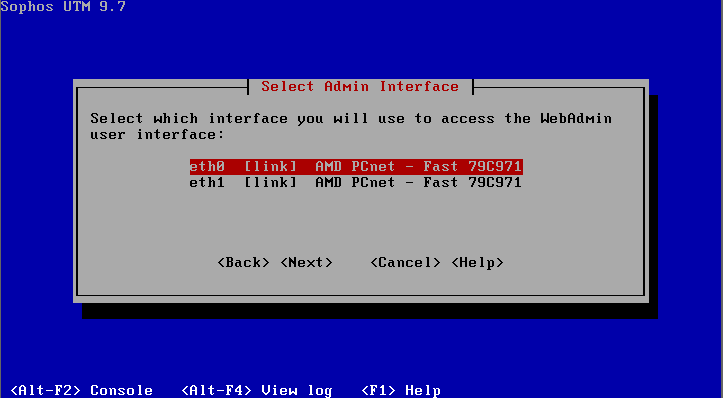 Sophos UTM 9.7
Select Admin Interface
Select which interface you will use to access the WebAdmin
user interface:
eth0 [link] AMD PCnet - Fast 79C971
eth1 [link] AMD PCnet - Fast 79C971
<Back> <Next> <Cancel> <Help>
<Alt-F2> Console <Alt-F4> View log <F1> Help